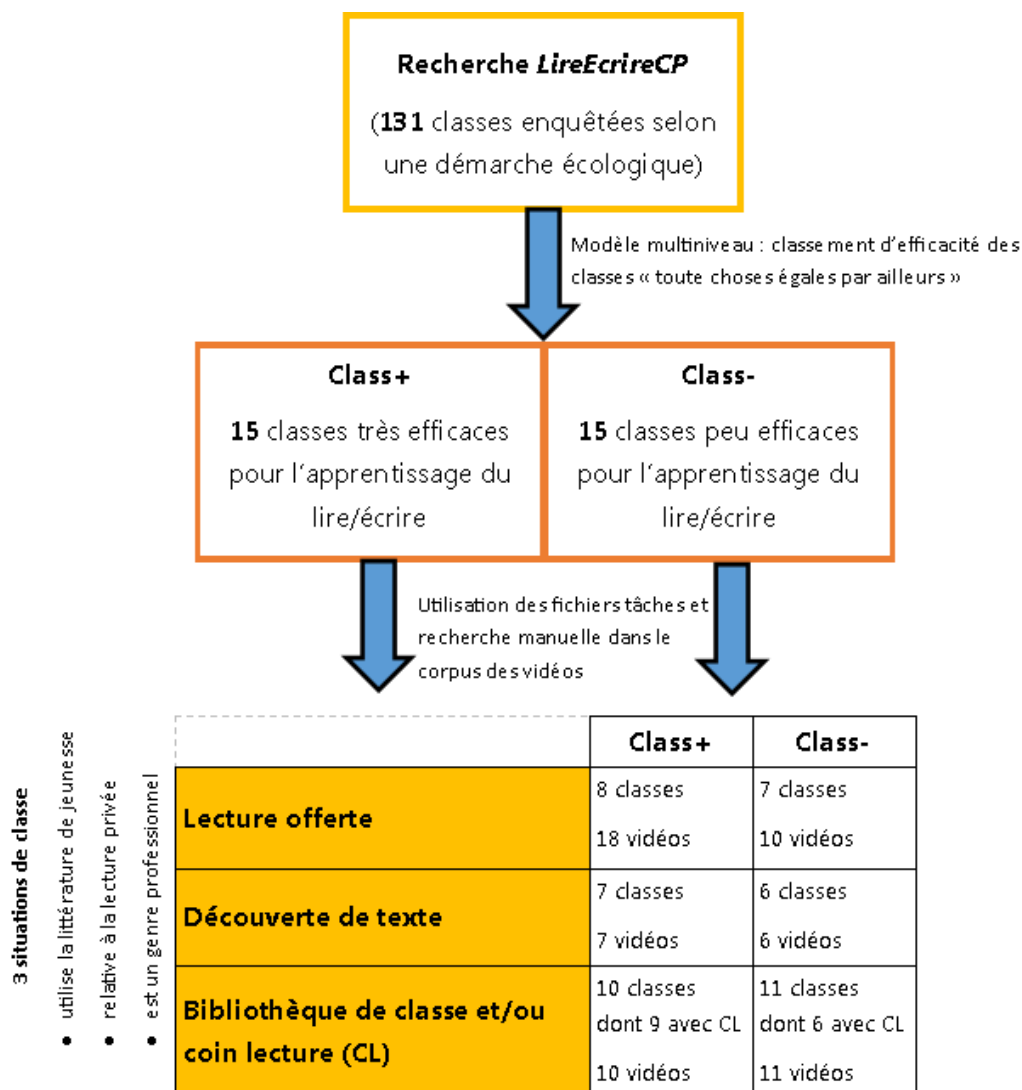 Recherche LireEcrireCP
(131 classes enquêtées selon
une démarche écologique)
Modèle multiniveau : classement d'efficacité des
classes « toute choses égales par ailleurs »
Class+
15 classes très efficaces
pour l'apprentissage du
lire/écrire
Class-
15 classes peu efficaces
pour l'apprentissage du
lire/écrire
Utilisation des fichiers tâches et
recherche manuelle dans le
corpus des vidéos
3 situations de classe
• utilise la littérature de jeunesse
• relative à la lecture privée
• est un genre professionnel
Class+
Class-
Lecture offerte
8 classes
18 vidéos
7 classes
10 vidéos
Découverte de texte
7 classes
7 vidéos
6 classes
6 vidéos
Bibliothèque de classe et/ou
coin lecture (CL)
10 classes
dont 9 avec CL
10 vidéos
11 classes
dont 6 avec CL
11 vidéos